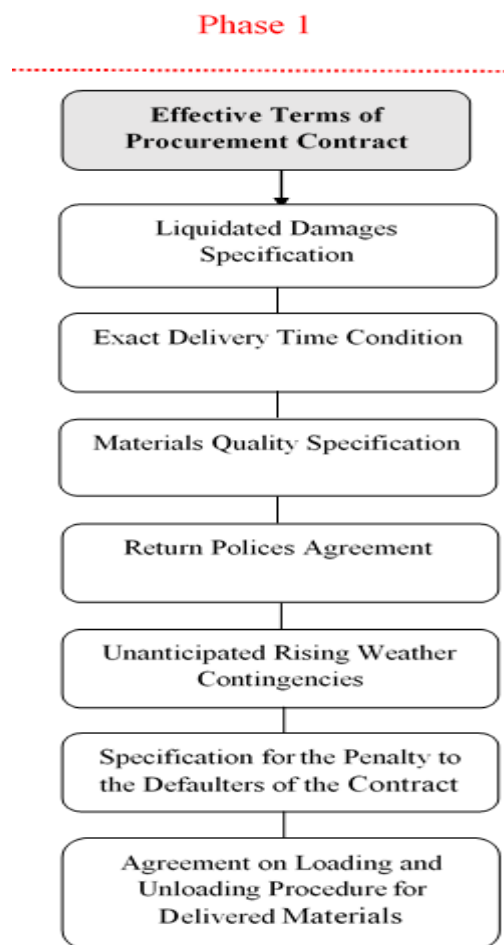 Phase 1
Effective Terms of
Procurement Contract
Liquidated Damages
Specification
Exact Delivery Time Condition
Materials Quality Specification
Return Polices Agreement
Unanticipated Rising Weather
Contingencies
Specification for the Penalty to
the Defaulters of the Contract
Agreement on Loading and
Unloading Procedure for
Delivered Materials